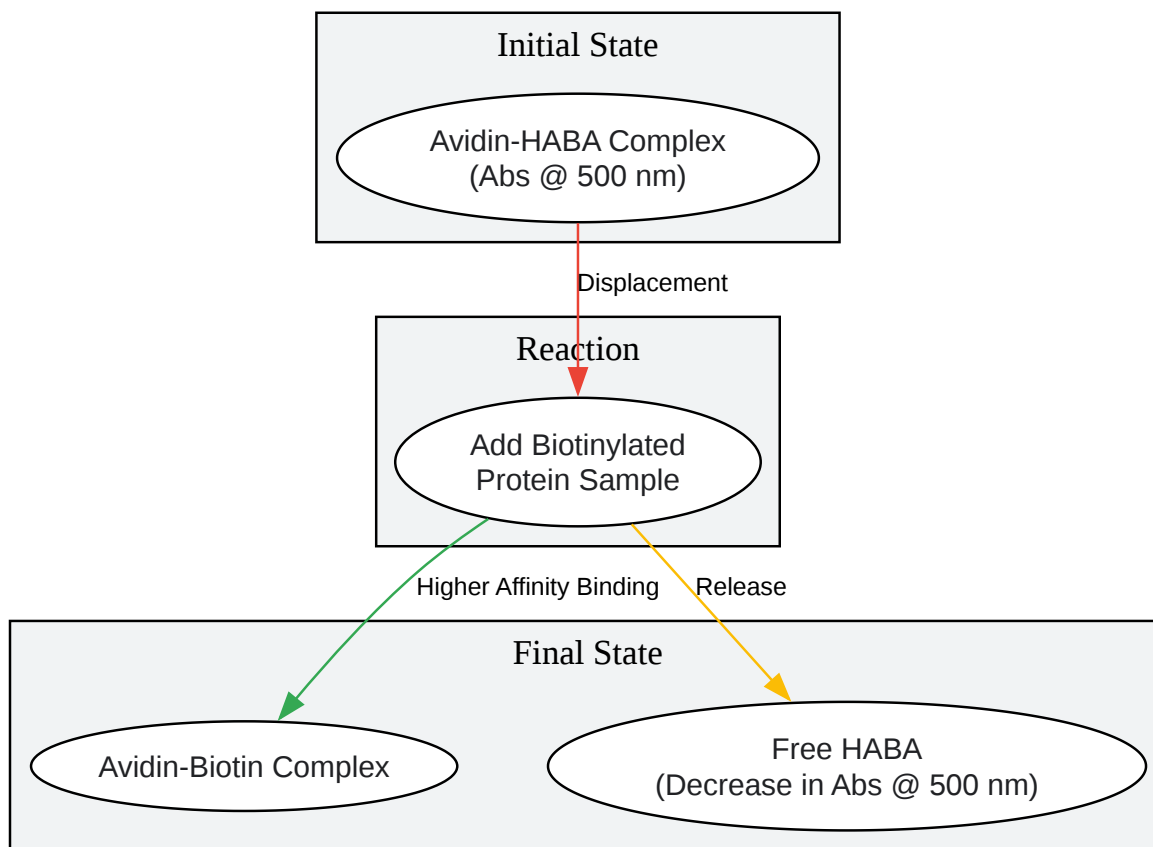 Initial State
Avidin-HABA Complex
(Abs @ 500 nm)
Displacement
Reaction
Add Biotinylated
Protein Sample
Higher Affinity Binding
Release
Final State
Avidin-Biotin Complex
Free HABA
(Decrease in Abs @ 500 nm)